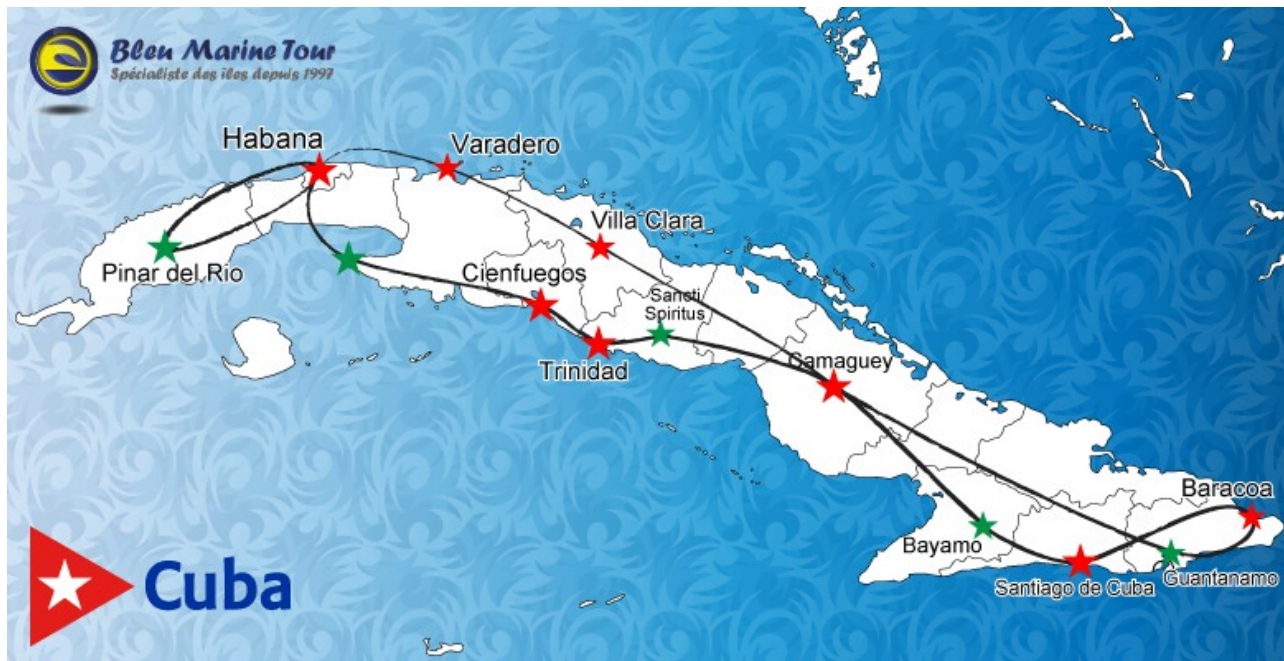 Bleu Marine Tour
Spécialiste des îles depuis 1997
Habana
Varadero
Villa Clara
Pinar del Rio
Cienfuegos
Sancti
Spiritus
Trinidad
Camaguey
Baracoa
Bayamo
Santiago de Cuba
Guantanamo
Cuba